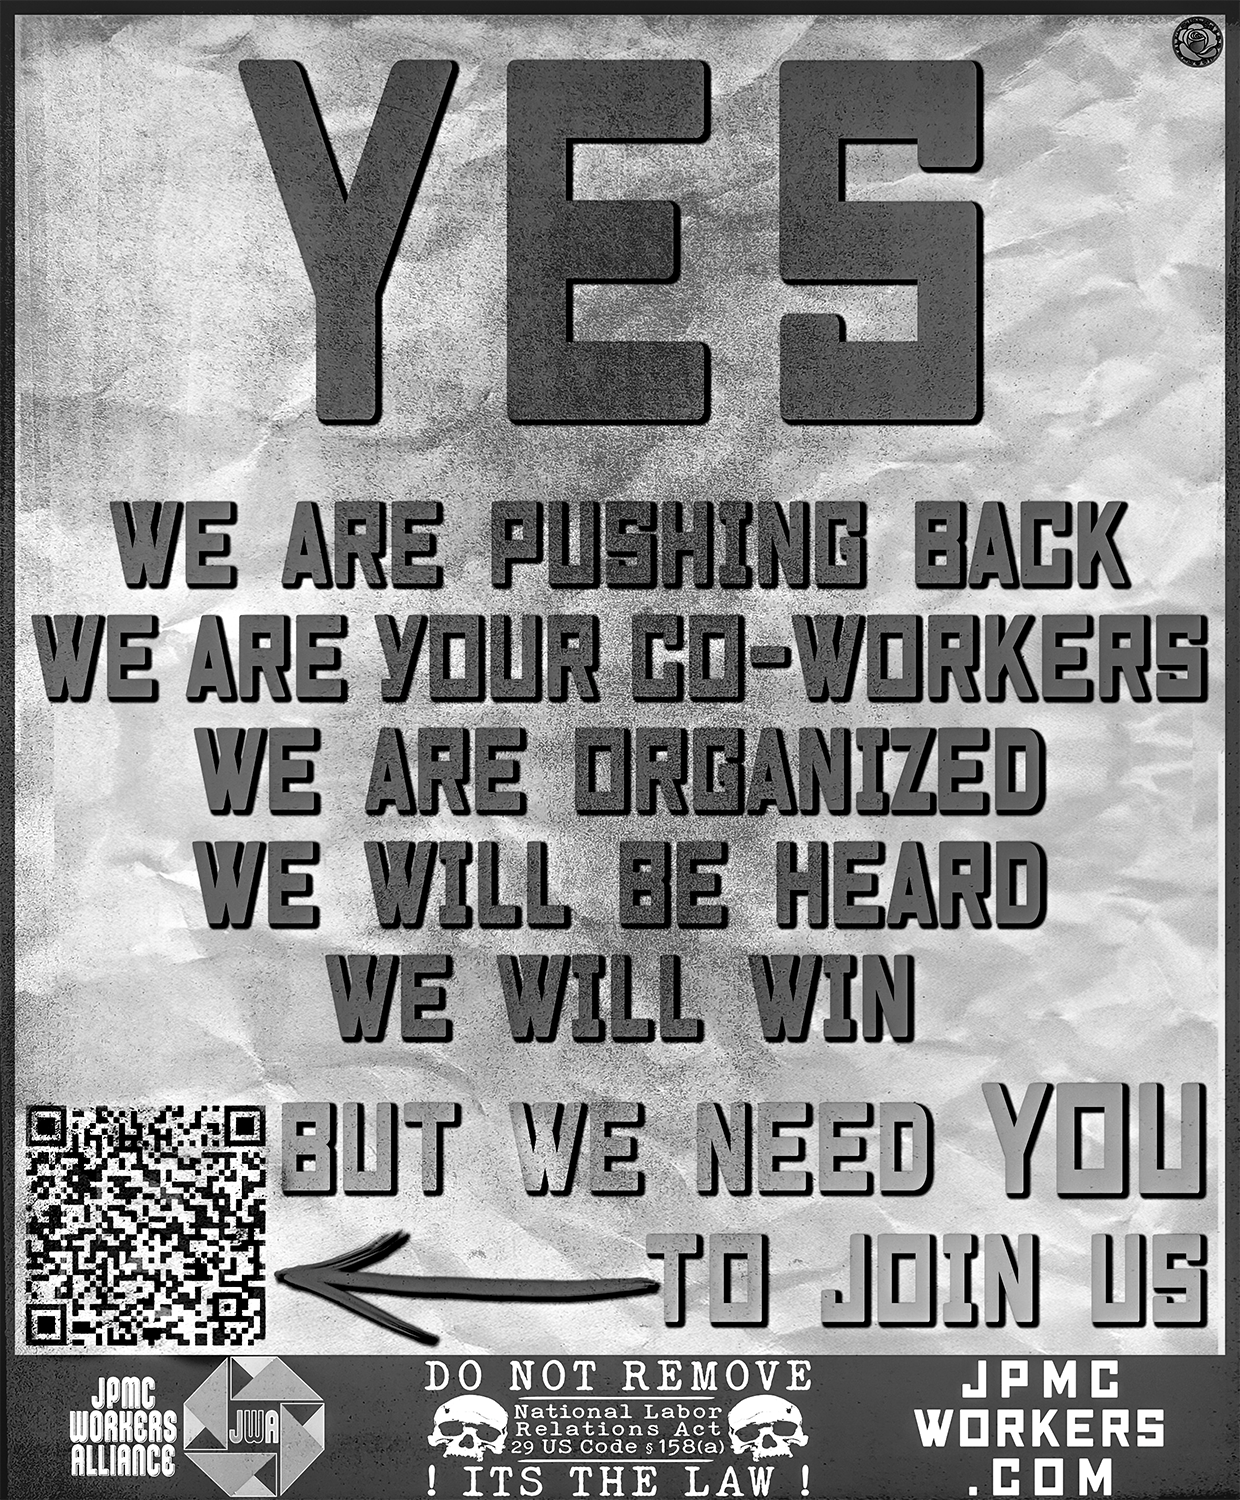 YES
WE ARE PUSHING BACK
WE ARE YOUR CO-WORKERS
WE ARE ORGANIZED
WE WILL BE HEARD
WE WILL WIN
BUT WE NEED YOU
TO JOIN US
JPMC
WORKERS
ALLIANCE
JWA
DO NOT REMOVE
National Labor
Relations Act
29 US Code § 158(a)
! ITS THE LAW !
JPMC
WORKERS
.COM